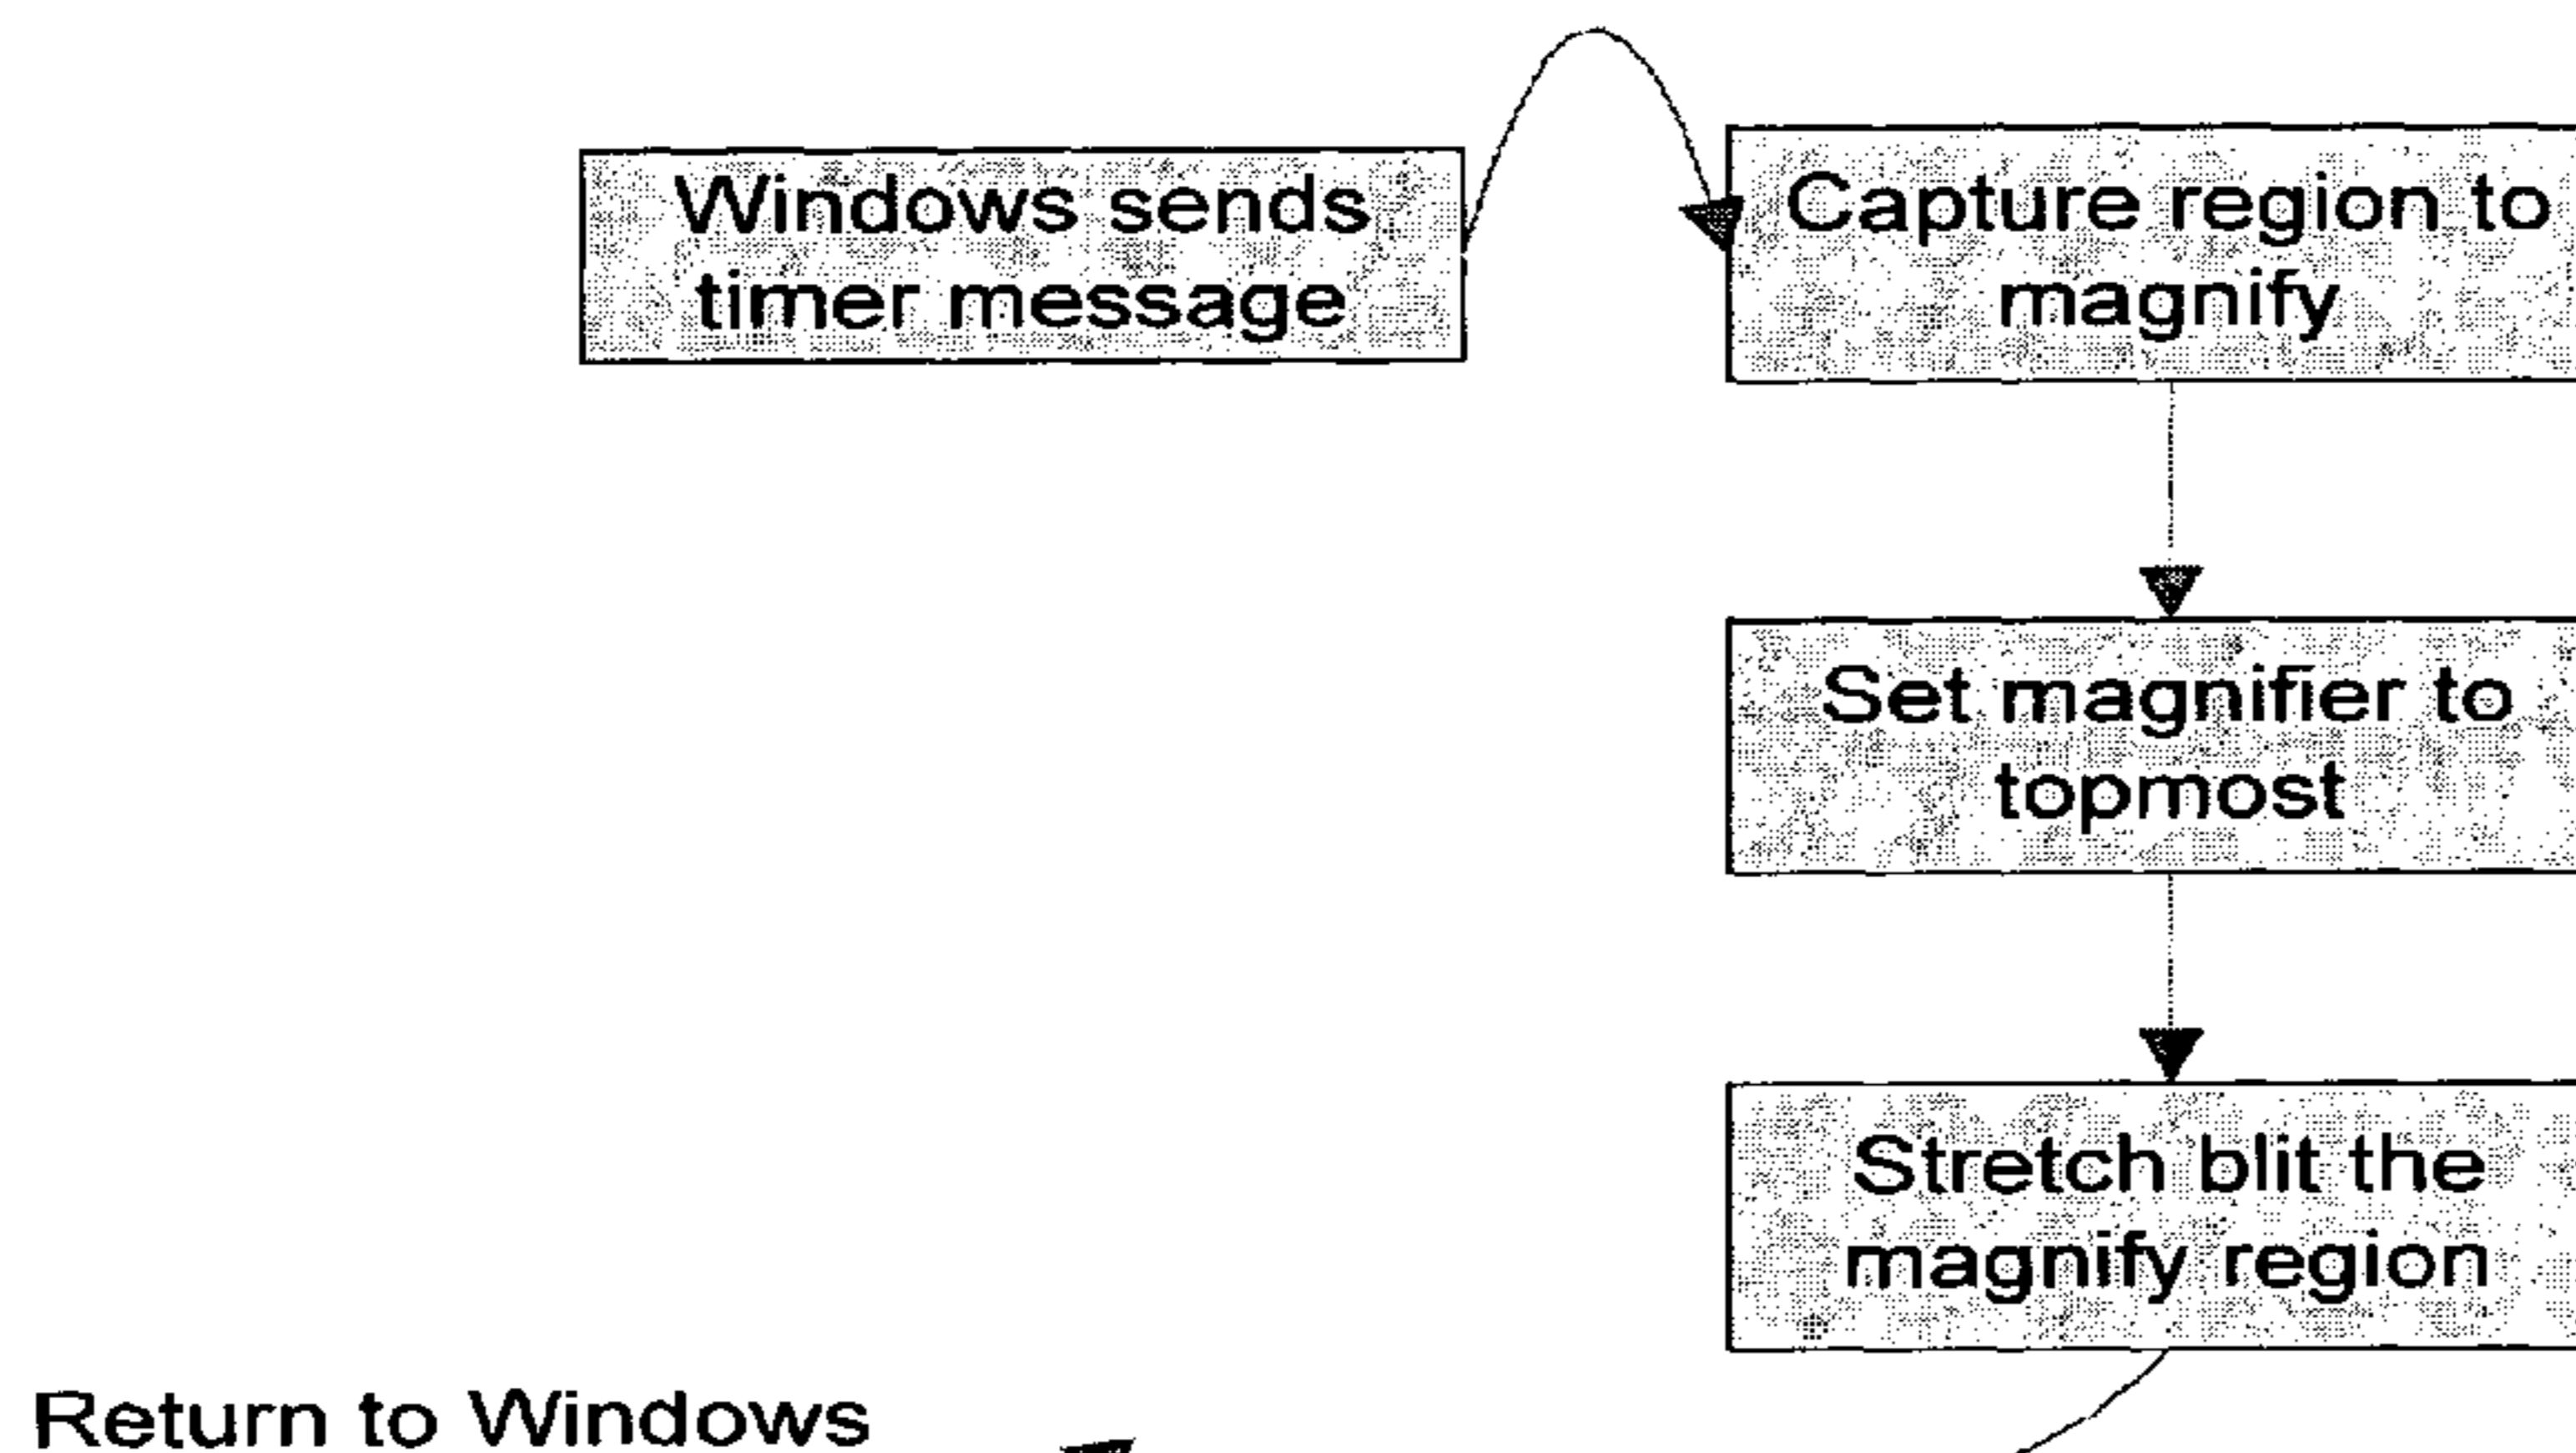 Windows sends
timer message
Capture region to
magnify
Set magnifier to
topmost
Stretch blit the
magnify region
Return to Windows